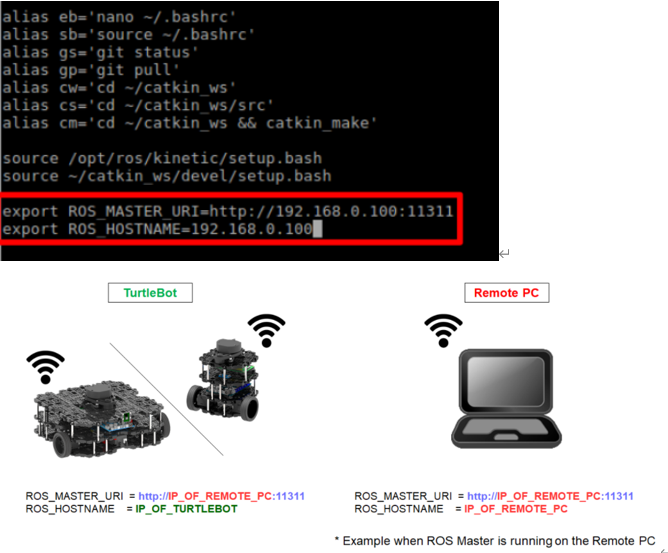 alias eb='nano ~/.bashrc'
alias sb='source ~/.bashrc'
alias gs='git status'
alias gp='git pull'
alias cw='cd ~/catkin_ws'
alias cs='cd ~/catkin_ws/src'
alias cm='cd ~/catkin_ws && catkin_make'
source /opt/ros/kinetic/setup.bash
source ~/catkin_ws/devel/setup.bash
export ROS_MASTER_URI=http://192.168.0.100:11311
export ROS_HOSTNAME=192.168.0.100
TurtleBot
Remote PC
ROS_MASTER_URI = http://IP_OF_REMOTE_PC:11311
ROS_HOSTNAME = IP_OF_TURTLEBOT
ROS_MASTER_URI = http://IP_OF_REMOTE_PC:11311
ROS_HOSTNAME = IP_OF_REMOTE_PC
* Example when ROS Master is running on the Remote PC